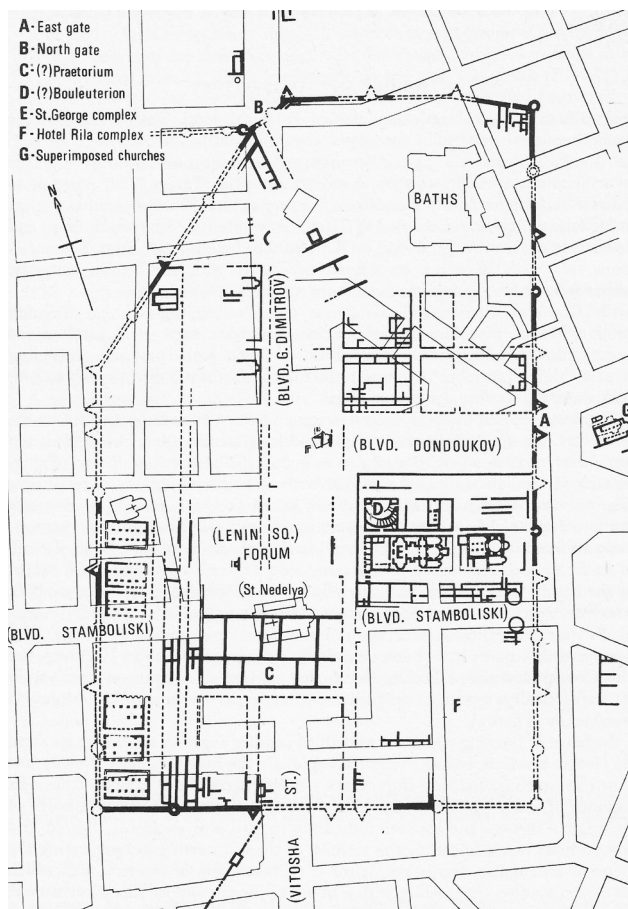 A-East gate
B-North gate
C-(?)Praetorium
D-(?)Bouleuterion
E-St.George complex
F-Hotel Rila complex
G-Superimposed churches
N
B
BATHS
(BLVD. G. DIMITROV)
A
G
F
(BLVD. DONDOUKOV)
D
(LENIN SQ.)
FORUM
E
(St.Nedelya)
(BLVD. STAMBOLISKI)
(BLVD. STAMBOLISKI)
C
F
(VITOSHA ST.)